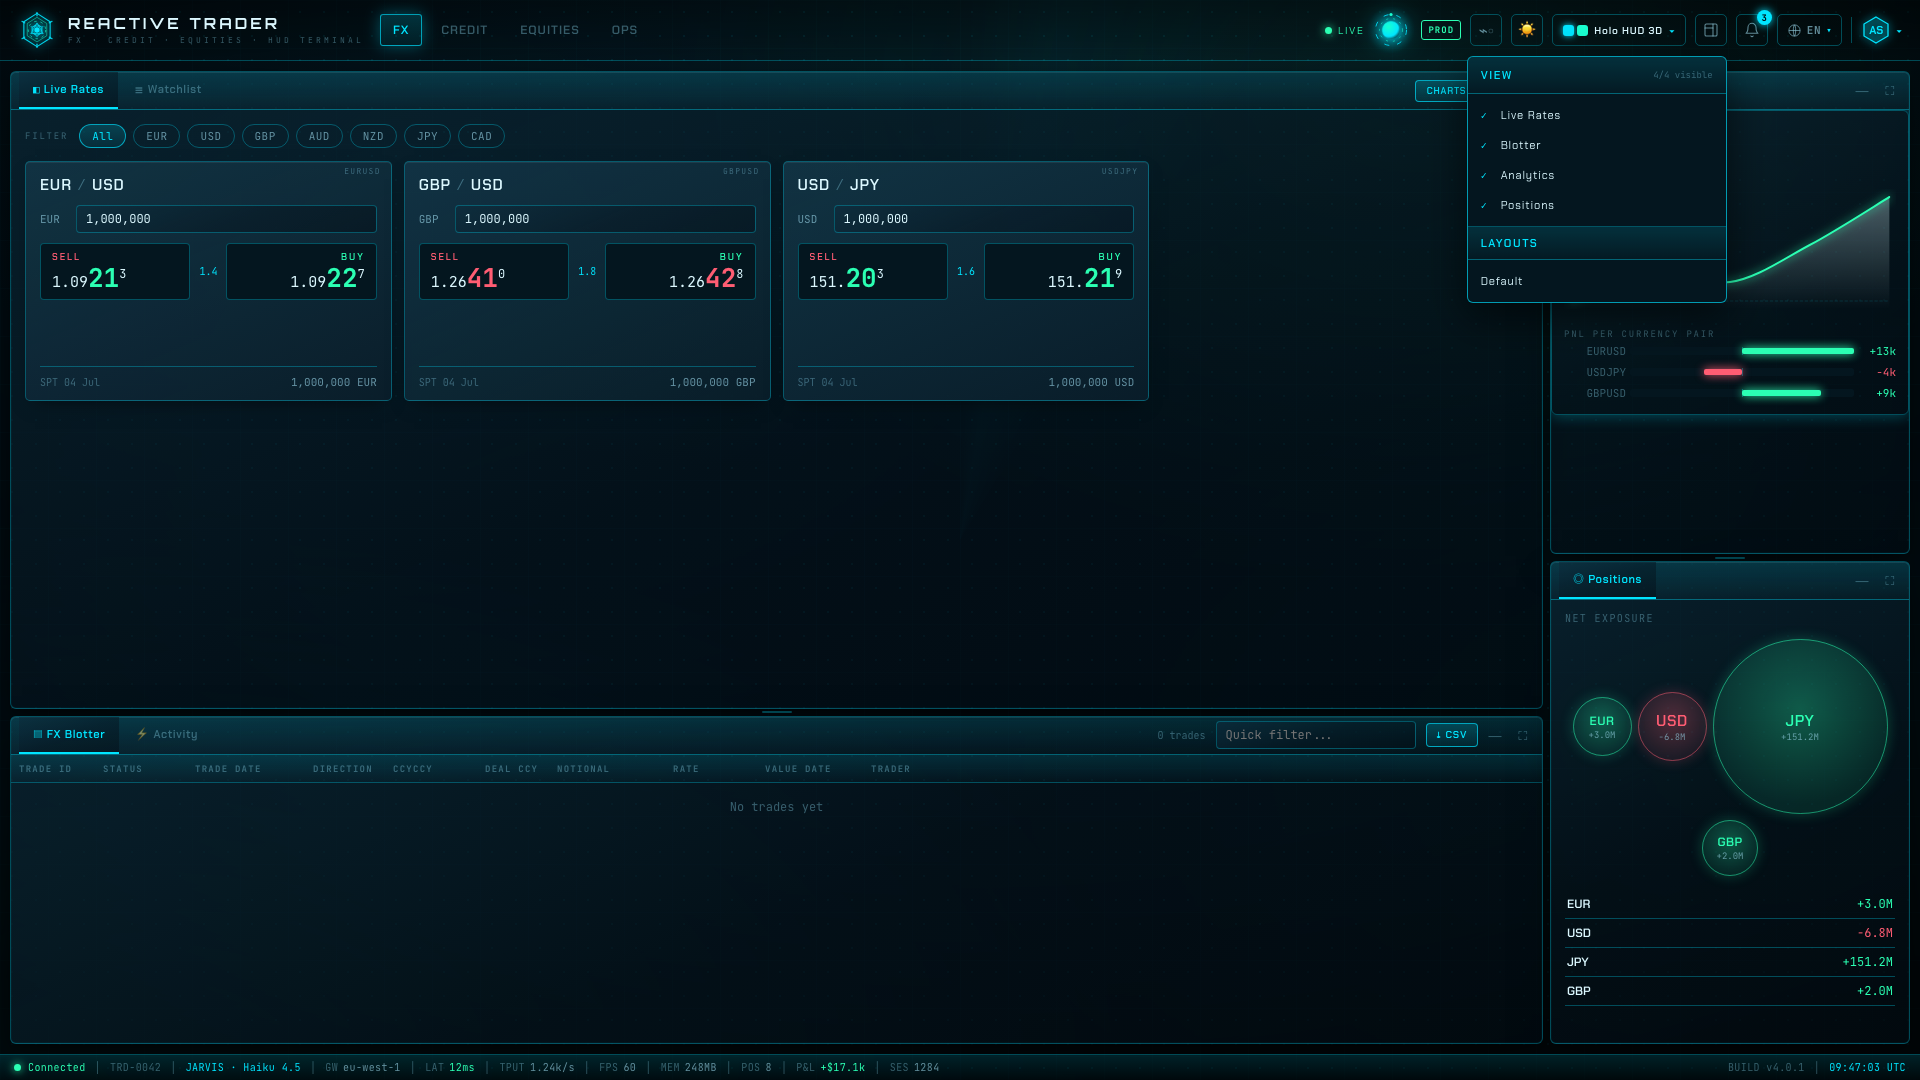 REACTIVE TRADER
FX · CREDIT · EQUITIES · HUD TERMINAL
FX CREDIT EQUITIES OPS
LIVE PROD Holo HUD 3D 3 EN AS
Live Rates Watchlist
CHARTS
VIEW 4/4 visible
✓ Live Rates
✓ Blotter
✓ Analytics
✓ Positions
LAYOUTS
Default
FILTER All EUR USD GBP AUD NZD JPY CAD
EURUSD
EUR / USD
EUR 1,000,000
SELL BUY
1.09213 1.4 1.09227
SPT 04 Jul 1,000,000 EUR
GBPUSD
GBP / USD
GBP 1,000,000
SELL BUY
1.26410 1.8 1.26428
SPT 04 Jul 1,000,000 GBP
USDJPY
USD / JPY
USD 1,000,000
SELL BUY
151.203 1.6 151.219
SPT 04 Jul 1,000,000 USD
PNL PER CURRENCY PAIR
EURUSD +13k
USDJPY -4k
GBPUSD +9k
Positions
NET EXPOSURE
EUR
+3.0M
USD
-6.8M
JPY
+151.2M
GBP
+2.0M
EUR +3.0M
USD -6.8M
JPY +151.2M
GBP +2.0M
FX Blotter Activity 0 trades Quick filter... ↓ CSV
TRADE ID STATUS TRADE DATE DIRECTION CCYCCY DEAL CCY NOTIONAL RATE VALUE DATE TRADER
No trades yet
Connected TRD-0042 JARVIS · Haiku 4.5 GW eu-west-1 LAT 12ms TPUT 1.24k/s FPS 60 MEM 248MB POS 8 P&L +$17.1k SES 1284 BUILD v4.0.1 09:47:03 UTC